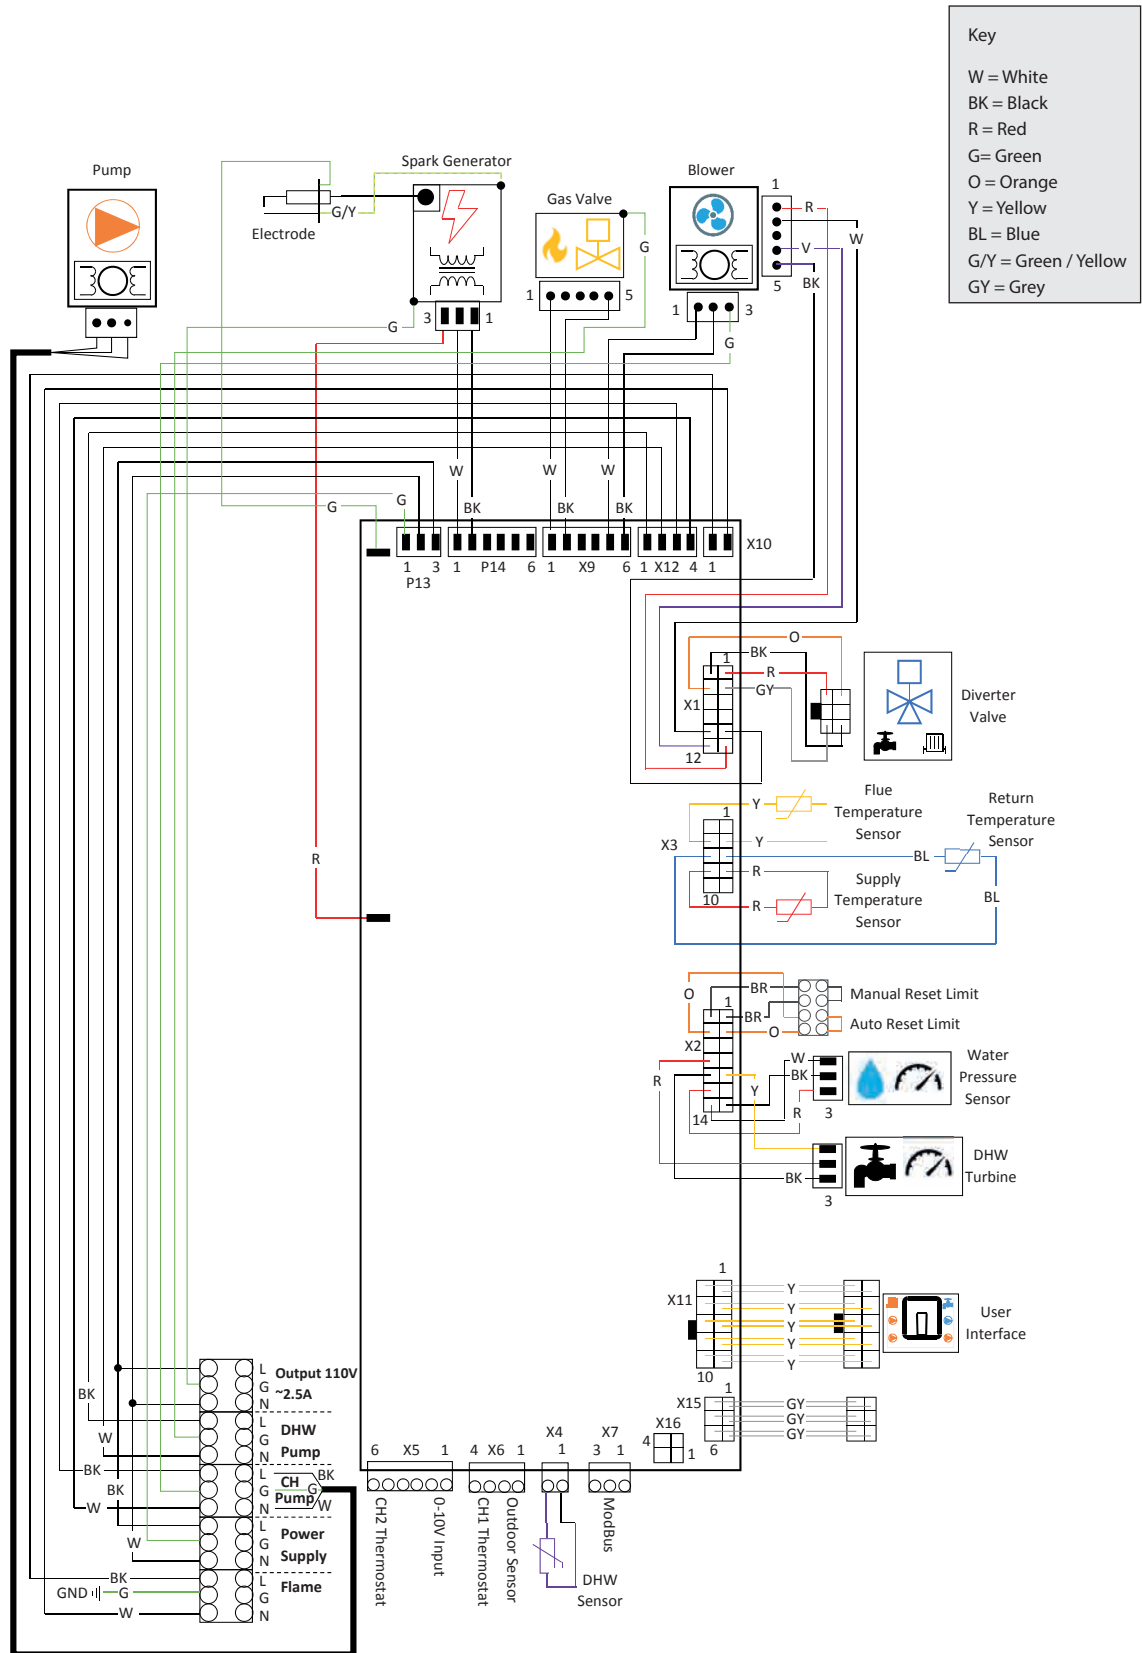 Key
W = White
BK = Black
R = Red
G= Green
O = Orange
Y = Yellow
BL = Blue
G/Y = Green / Yellow
GY = Grey
Pump
Spark Generator
Blower
Gas Valve
Electrode
G/Y
1
R
W
G
V
BK
5
1
5
3
1
1
3
G
G
W
W
W
G
G
BK
BK
BK
X10
1
3
1
P14
6
1
X9
6
1
X12
4
1
P13
O
BK
1
R
GY
X1
12
Diverter
Valve
Flue
Temperature
Sensor
Return
Temperature
Sensor
Y
1
Y
X3
BL
R
R
10
Supply
Temperature
Sensor
BL
R
O
BR
1
BR
O
X2
Manual Reset Limit
Auto Reset Limit
W
BK
R
Y
R
14
3
Water
Pressure
Sensor
BK
3
DHW
Turbine
1
X11
Y
Y
Y
Y
Y
10
User
Interface
1
X15
GY
GY
GY
6
X16
4
1
L
G
N
Output 110V
~2.5A
BK
W
L
G
N
DHW
Pump
BK
BK
W
L
G
N
CH
Pump
BK
G
W
W
L
G
N
Power
Supply
BK
GND
G
W
L
G
N
Flame
6
X5
1
4
X6
1
X4
1
X7
3
1
CH2 Thermostat
0-10V Input
CH1 Thermostat
Outdoor Sensor
ModBus
DHW
Sensor